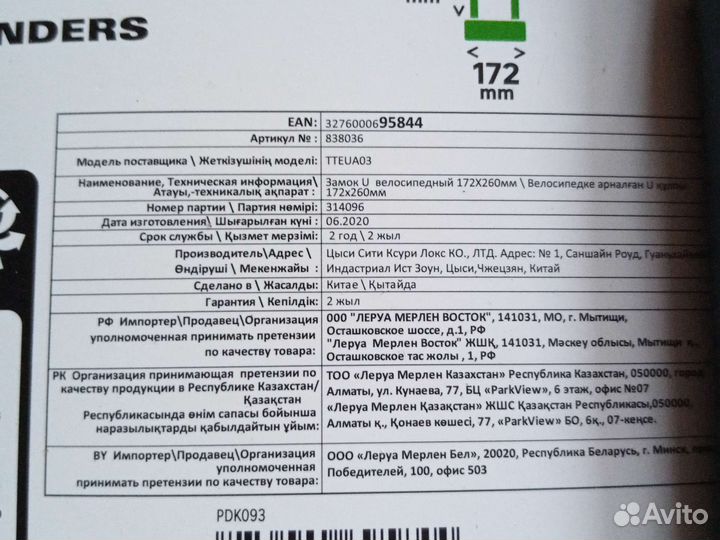 NDERS
mm
172
mm
EAN: 3276000695844
Артикул № : 838036
Модель поставщика \ Жеткізушінің моделі: TTEUA03
Наименование, Техническая информация\ Замок U велосипедный 172X260мм \ Велосипедке арналған U құлпы
Атауы,-техникалық ақпарат : 172x260мм
Номер партии \ Партия нөмірі: 314096
Дата изготовления\ Шығарылған күні : 06.2020
Срок службы \ Қызмет мерзімі: 2 год \ 2 жыл
Производитель\Адрес \ Цыси Сити Ксури Локс КО., ЛТД. Адрес: № 1, Саншайн Роуд,
Өндіруші \ Мекенжайы : Индастриал Ист Зоун, Цыси,Чжецзян, Китай
Сделано в \ Жасалды: Китае \ Қытайда
Гарантия \ Кепілдік: 2 жыл
РФ Импортер\Продавец\Организация ООО "ЛЕРУА МЕРЛЕН ВОСТОК", 141031, МО, г. Мытищи,
уполномоченная принимать претензии Осташковское шоссе, д.1, РФ
по качеству товара: "Леруа Мерлен Восток" ЖШҚ, 141031, Мәскеу облысы, Мытищи қ.,
Осташковское тас жолы , 1, РФ
РК Организация принимающая претензии по ТОО «Леруа Мерлен Казахстан» Республика Казахстан, 050000, город
качеству продукции в Республике Казахстан/ Алматы, ул. Кунаева, 77, БЦ «ParkView», 6 этаж, офис №07
Қазақстан «Леруа Мерлен Қазақстан» ЖШС Қазақстан Республикасы,050000,
Республикасында өнім сапасы бойынша Алматы қ., Қонаев көшесі, 77, «ParkView» БО, 6қ., 07-кеңсе.
наразылықтарды қабылдайтын ұйым:
BY Импортер\Продавец\Организация ООО «Леруа Мерлен Бел», 20020, Республика Беларусь, г. Минск,
уполномоченная Победителей, 100, офис 503
принимать претензии по качеству товара:
PDK093
Avito